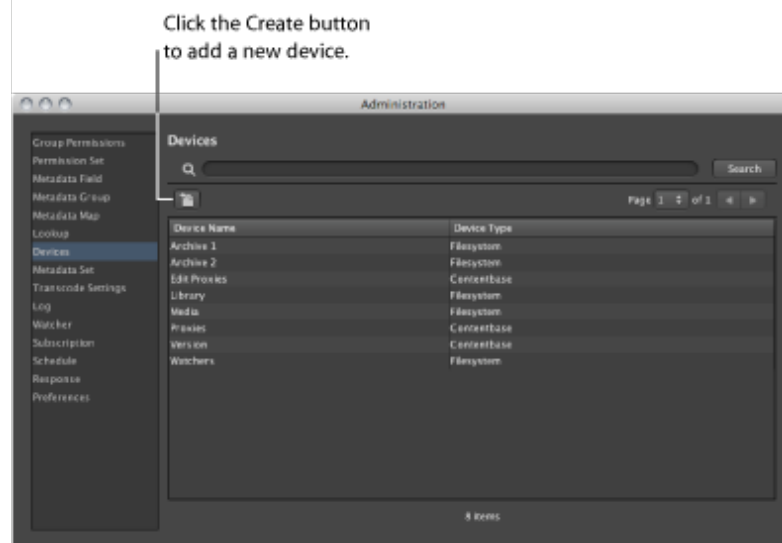 Click the Create button
to add a new device.
Administration
Group Permissions
Permission Set
Metadata Field
Metadata Group
Metadata Map
Lookup
Devices
Metadata Set
Transcode Settings
Log
Watcher
Subscription
Schedule
Response
Preferences
Devices
Search
Page 1 of 1
Device Name Device Type
Archive 1 Filesystem
Archive 2 Filesystem
Edit Proxies Contentbase
Library Filesystem
Media Filesystem
Proxies Contentbase
Version Contentbase
Watchers Filesystem
8 items